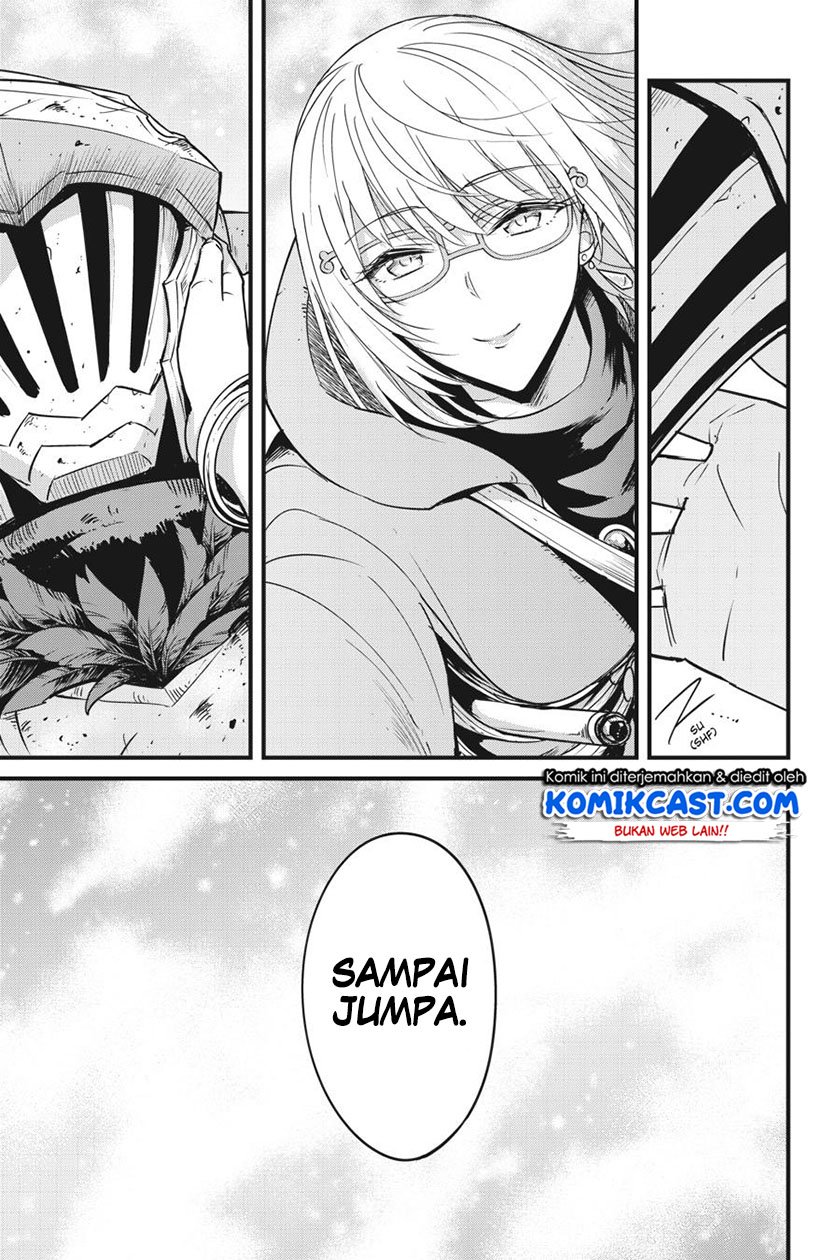 SU
(SHF)
Komik ini diterjemahkan & diedit oleh
KOMIKCAST.COM
BUKAN WEB LAIN!!
SAMPAI
JUMPA.